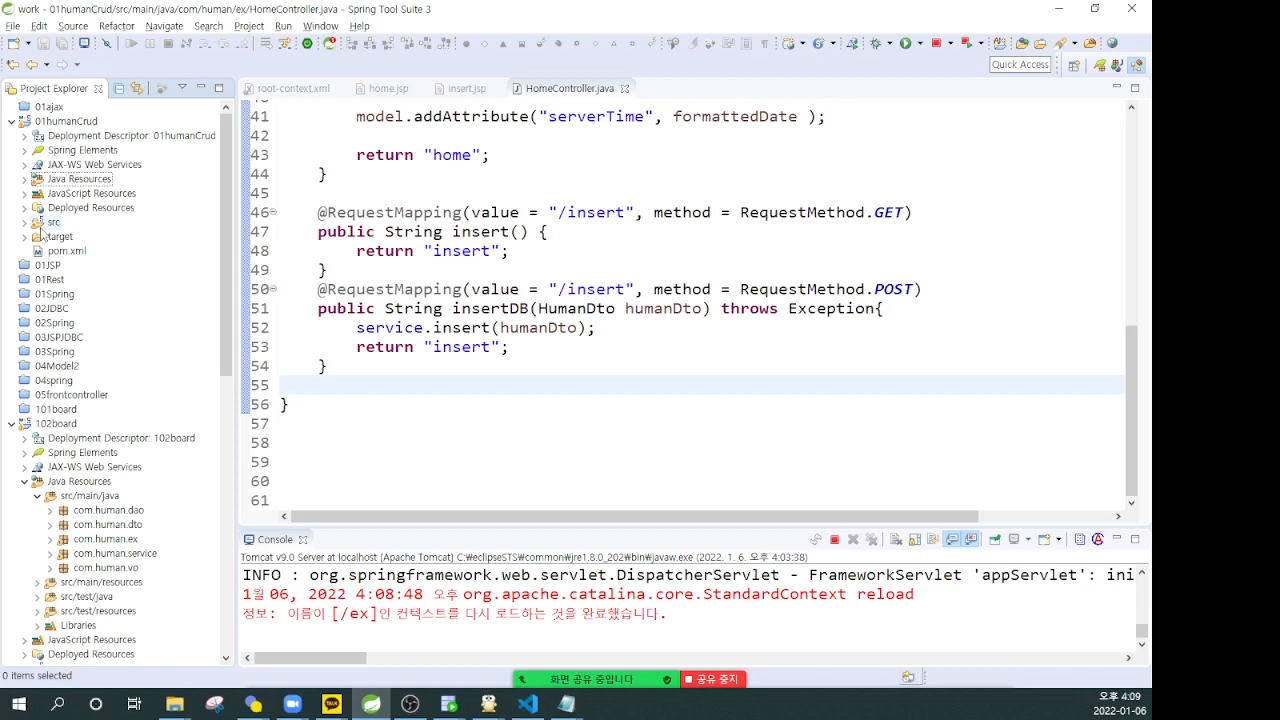 work - 01humanCrud/src/main/java/com/human/ex/HomeController.java - Spring Tool Suite 3
File Edit Source Refactor Navigate Search Project Run Window Help
Quick Access
Project Explorer
root-context.xml home.jsp insert.jsp HomeController.java
01ajax
01humanCrud
Deployment Descriptor: 01humanCrud
Spring Elements
JAX-WS Web Services
Java Resources
JavaScript Resources
Deployed Resources
src
target
pom.xml
01JSP
01Rest
01Spring
02JDBC
02Spring
03JSPJDBC
03Spring
04Model2
04spring
05frontcontroller
101board
102board
Deployment Descriptor: 102board
Spring Elements
JAX-WS Web Services
Java Resources
src/main/java
com.human.dao
com.human.dto
com.human.ex
com.human.service
com.human.vo
src/main/resources
src/test/java
src/test/resources
Libraries
JavaScript Resources
Deployed Resources
41 model.addAttribute("serverTime", formattedDate );
42
43 return "home";
44 }
45
46 @RequestMapping(value = "/insert", method = RequestMethod.GET)
47 public String insert() {
48 return "insert";
49 }
50 @RequestMapping(value = "/insert", method = RequestMethod.POST)
51 public String insertDB(HumanDto humanDto) throws Exception{
52 service.insert(humanDto);
53 return "insert";
54 }
55
56 }
57
58
59
60
61
Console
Tomcat v9.0 Server at localhost [Apache Tomcat] C:₩eclipseSTS₩common₩jre1.8.0_202₩bin₩javaw.exe (2022. 1. 6. 오후 4:03:38)
INFO : org.springframework.web.servlet.DispatcherServlet - FrameworkServlet 'appServlet': ini
1월 06, 2022 4:08:48 오후 org.apache.catalina.core.StandardContext reload
정보: 이름이 [/ex]인 컨텍스트를 다시 로드하는 것을 완료했습니다.
0 items selected
화면 공유 중입니다 공유 중지
TALK
오후 4:09
2022-01-06